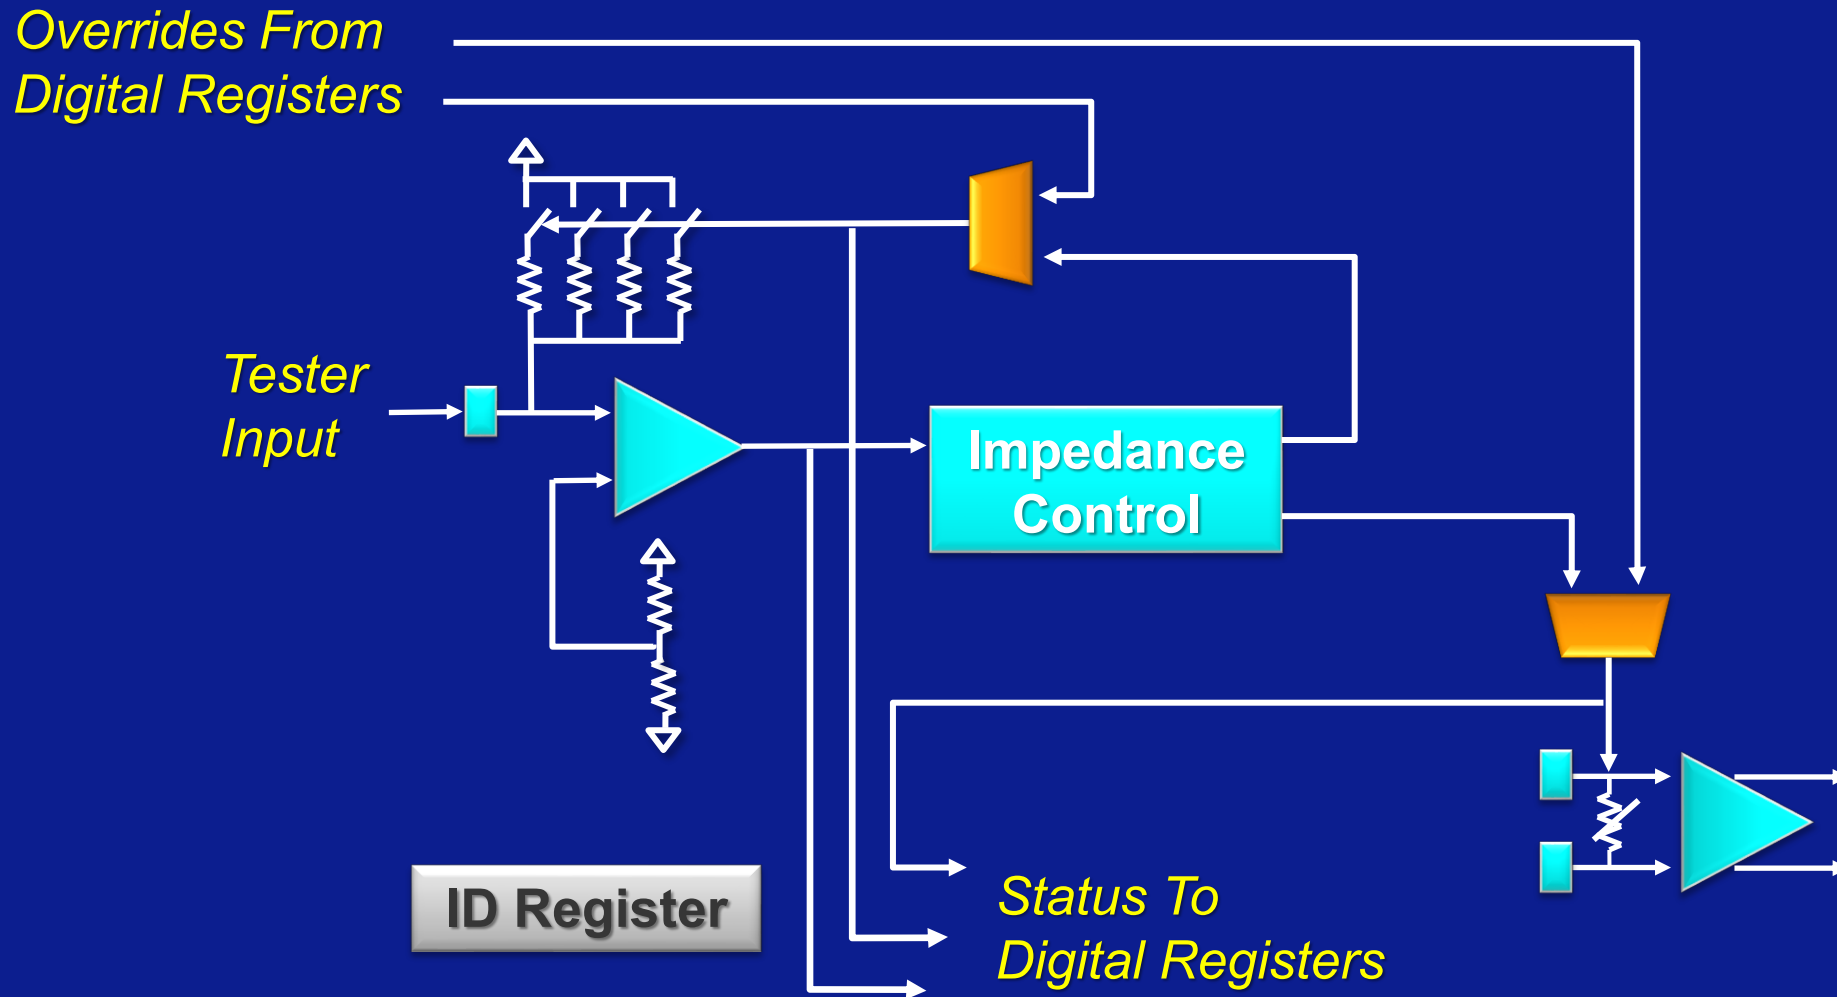 Overrides From
Digital Registers
Tester
Input
Impedance
Control
ID Register
Status To
Digital Registers